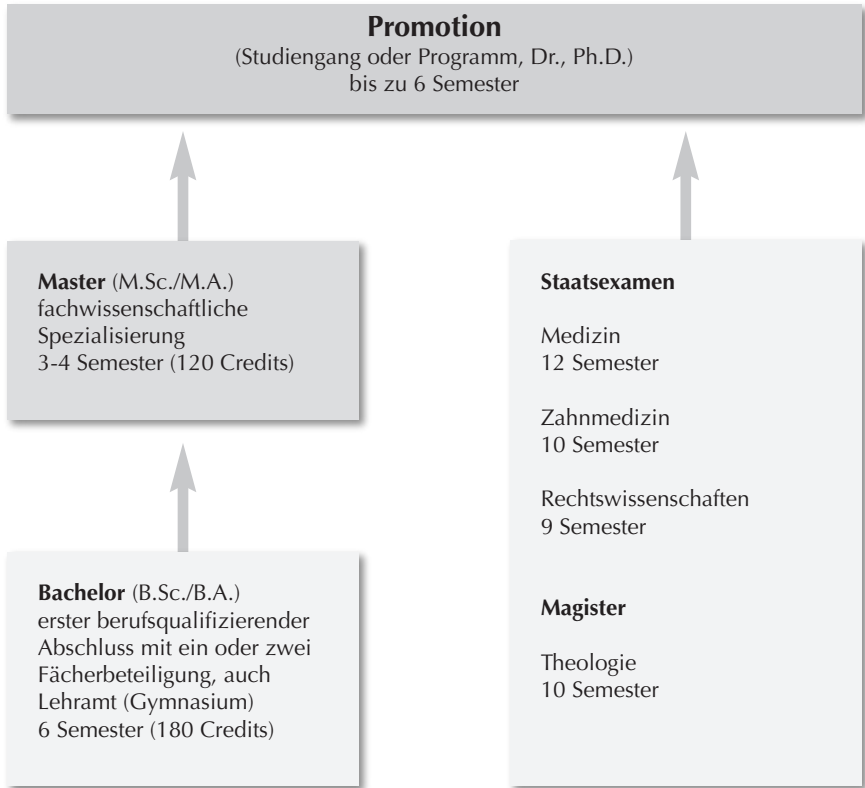 Promotion
(Studiengang oder Programm, Dr., Ph.D.)
bis zu 6 Semester
Master (M.Sc./M.A.)
fachwissenschaftliche
Spezialisierung
3-4 Semester (120 Credits)
Bachelor (B.Sc./B.A.)
erster berufsqualifizierender
Abschluss mit ein oder zwei
Fächerbeteiligung, auch
Lehramt (Gymnasium)
6 Semester (180 Credits)
Staatsexamen
Medizin
12 Semester
Zahnmedizin
10 Semester
Rechtswissenschaften
9 Semester
Magister
Theologie
10 Semester